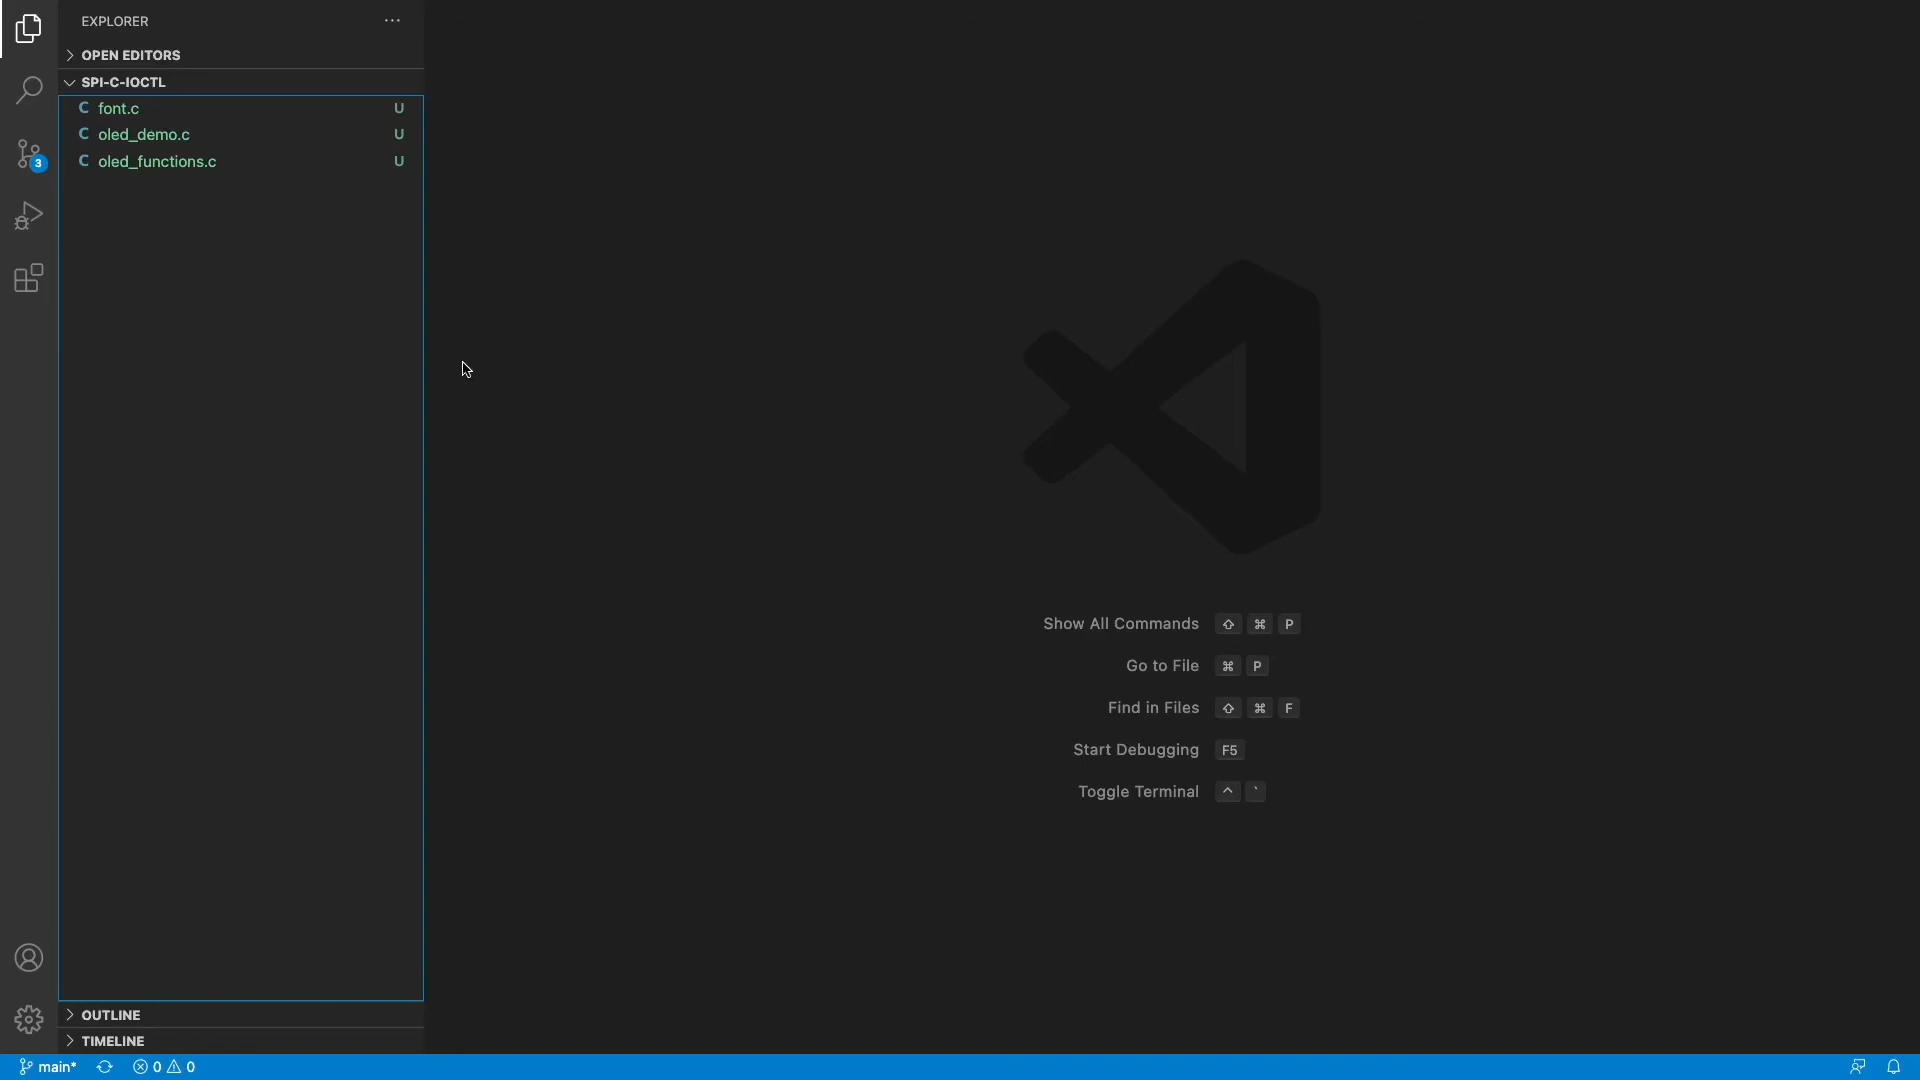 EXPLORER
OPEN EDITORS
SPI-C-IOCTL
C font.c U
C oled_demo.c U
C oled_functions.c U
3
Show All Commands ⇧ ⌘ P
Go to File ⌘ P
Find in Files ⇧ ⌘ F
Start Debugging F5
Toggle Terminal ^ `
OUTLINE
TIMELINE
main* 0 0